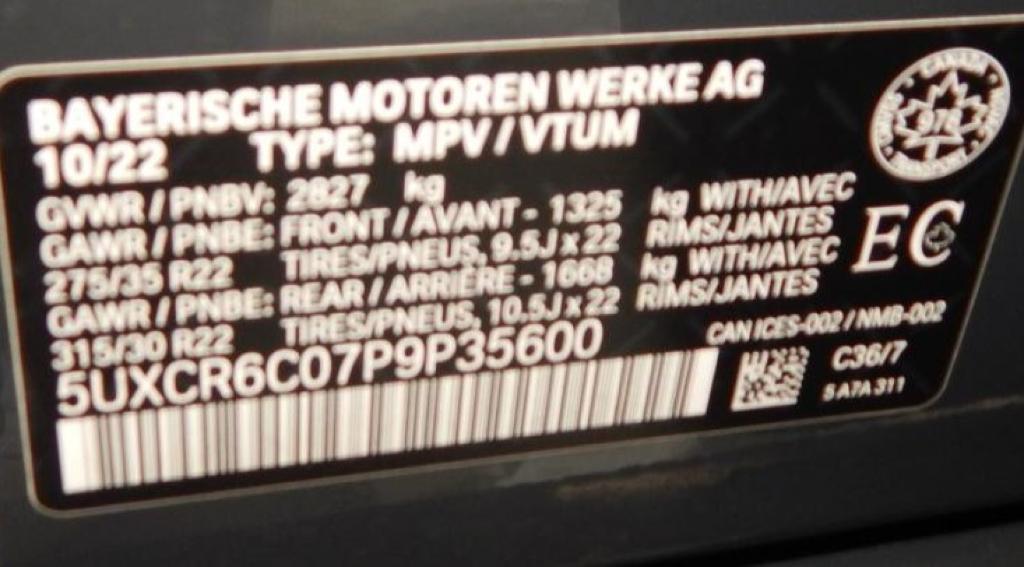 BAYERISCHE MOTOREN WERKE AG
10/22 TYPE: MPV / VTUM
GVWR / PNBV: 2827 kg
GAWR / PNBE: FRONT / AVANT - 1325 kg WITH/AVEC
275/35 R22 TIRES/PNEUS, 9.5J x 22 RIMS/JANTES
GAWR / PNBE: REAR / ARRIÈRE - 1668 kg WITH/AVEC
315/30 R22 TIRES/PNEUS, 10.5J x 22 RIMS/JANTES
5UXCR6C07P9P35600
CANADA
976
EC
CAN ICES-002 / NMB-002
C36/7
5 A7A 311